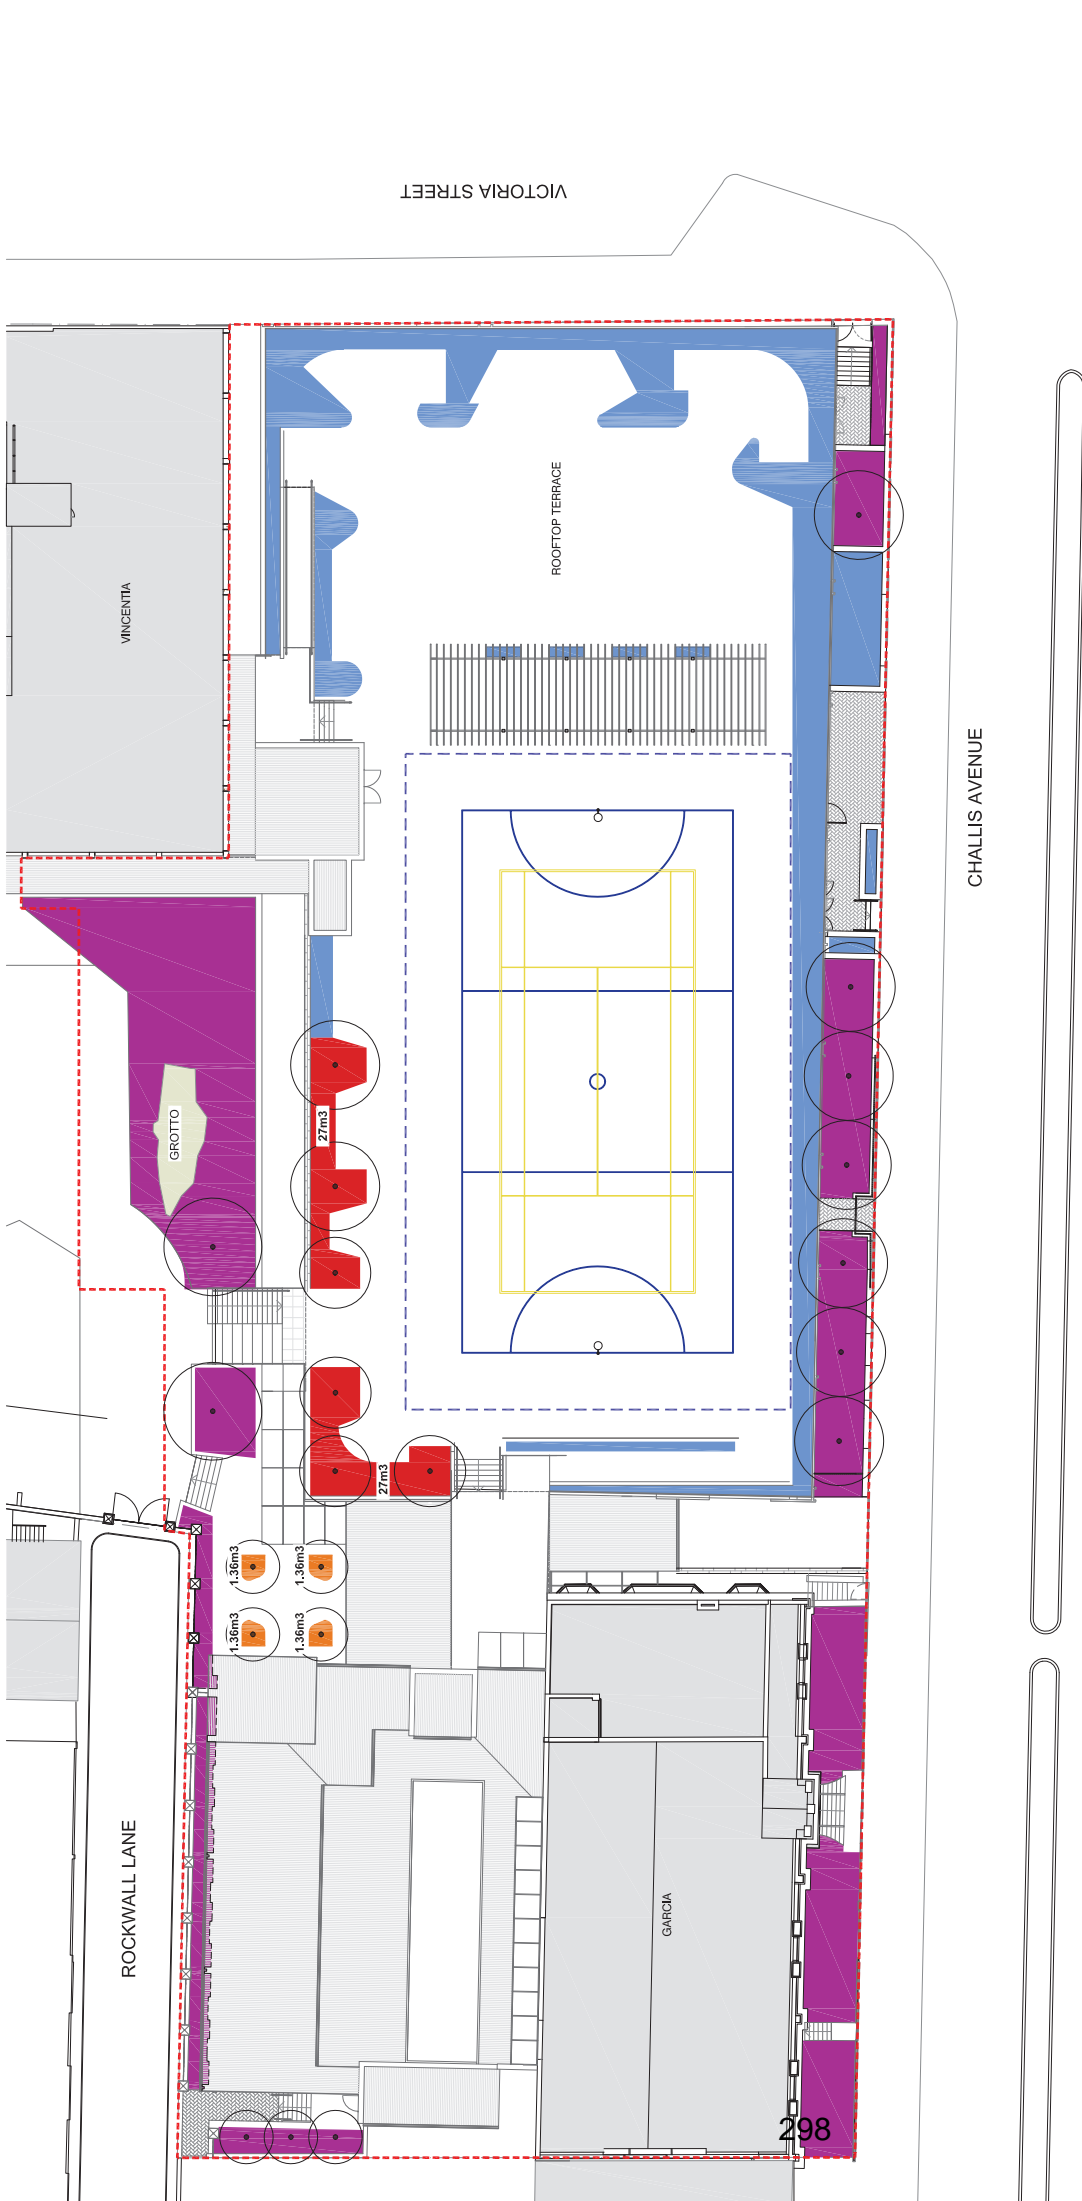 VICTORIA STREET
ROOFTOP TERRACE
VINCENTIA
CHALLIS AVENUE
GROTTO
27m3
27m3
1.36m3
1.36m3
1.36m3
1.36m3
ROCKWALL LANE
GARCIA
298